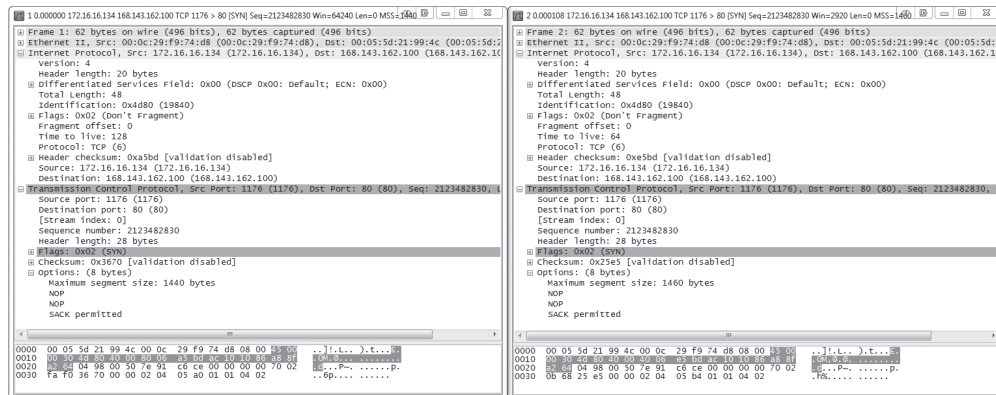 1 0.000000 172.16.16.134 168.143.162.100 TCP 1176 > 80 [SYN] Seq=2123482830 Win=64240 Len=0 MSS=1440
Frame 1: 62 bytes on wire (496 bits), 62 bytes captured (496 bits)
Ethernet II, Src: 00:0c:29:f9:74:d8 (00:0c:29:f9:74:d8), Dst: 00:05:5d:21:99:4c (00:05:5d:2
Internet Protocol, Src: 172.16.16.134 (172.16.16.134), Dst: 168.143.162.100 (168.143.162.10
Version: 4
Header length: 20 bytes
Differentiated Services Field: 0x00 (DSCP 0x00: Default; ECN: 0x00)
Total Length: 48
Identification: 0x4d80 (19840)
Flags: 0x02 (Don't Fragment)
Fragment offset: 0
Time to live: 128
Protocol: TCP (6)
Header checksum: 0xa5bd [validation disabled]
Source: 172.16.16.134 (172.16.16.134)
Destination: 168.143.162.100 (168.143.162.100)
Transmission Control Protocol, Src Port: 1176 (1176), Dst Port: 80 (80), Seq: 2123482830, L
Source port: 1176 (1176)
Destination port: 80 (80)
[Stream index: 0]
Sequence number: 2123482830
Header length: 28 bytes
Flags: 0x02 (SYN)
Checksum: 0x3670 [validation disabled]
Options: (8 bytes)
Maximum segment size: 1440 bytes
NOP
NOP
SACK permitted
0000 00 05 5d 21 99 4c 00 0c 29 f9 74 d8 08 00 45 00 ..]!.L.. ).t...E.
0010 00 30 4d 80 40 00 80 06 a5 bd ac 10 10 86 a8 8f .0M.@... ........
0020 a2 64 04 98 00 50 7e 91 c6 ce 00 00 00 00 70 02 .d...P~. ......p.
0030 fa f0 36 70 00 00 02 04 05 a0 01 01 04 02 ..6p.... ......
2 0.000108 172.16.16.134 168.143.162.100 TCP 1176 > 80 [SYN] Seq=2123482830 Win=2920 Len=0 MSS=1460
Frame 2: 62 bytes on wire (496 bits), 62 bytes captured (496 bits)
Ethernet II, Src: 00:0c:29:f9:74:d8 (00:0c:29:f9:74:d8), Dst: 00:05:5d:21:99:4c (00:05:5d:
Internet Protocol, Src: 172.16.16.134 (172.16.16.134), Dst: 168.143.162.100 (168.143.162.1
Version: 4
Header length: 20 bytes
Differentiated Services Field: 0x00 (DSCP 0x00: Default; ECN: 0x00)
Total Length: 48
Identification: 0x4d80 (19840)
Flags: 0x02 (Don't Fragment)
Fragment offset: 0
Time to live: 64
Protocol: TCP (6)
Header checksum: 0xe5bd [validation disabled]
Source: 172.16.16.134 (172.16.16.134)
Destination: 168.143.162.100 (168.143.162.100)
Transmission Control Protocol, Src Port: 1176 (1176), Dst Port: 80 (80), Seq: 2123482830,
Source port: 1176 (1176)
Destination port: 80 (80)
[Stream index: 0]
Sequence number: 2123482830
Header length: 28 bytes
Flags: 0x02 (SYN)
Checksum: 0x25e5 [validation disabled]
Options: (8 bytes)
Maximum segment size: 1460 bytes
NOP
NOP
SACK permitted
0000 00 05 5d 21 99 4c 00 0c 29 f9 74 d8 08 00 45 00 ..]!.L.. ).t...E.
0010 00 30 4d 80 40 00 40 06 e5 bd ac 10 10 86 a8 8f .0M.@.@. ........
0020 a2 64 04 98 00 50 7e 91 c6 ce 00 00 00 00 70 02 .d...P~. ......p.
0030 0b 68 25 e5 00 00 02 04 05 b4 01 01 04 02 .h%..... ......